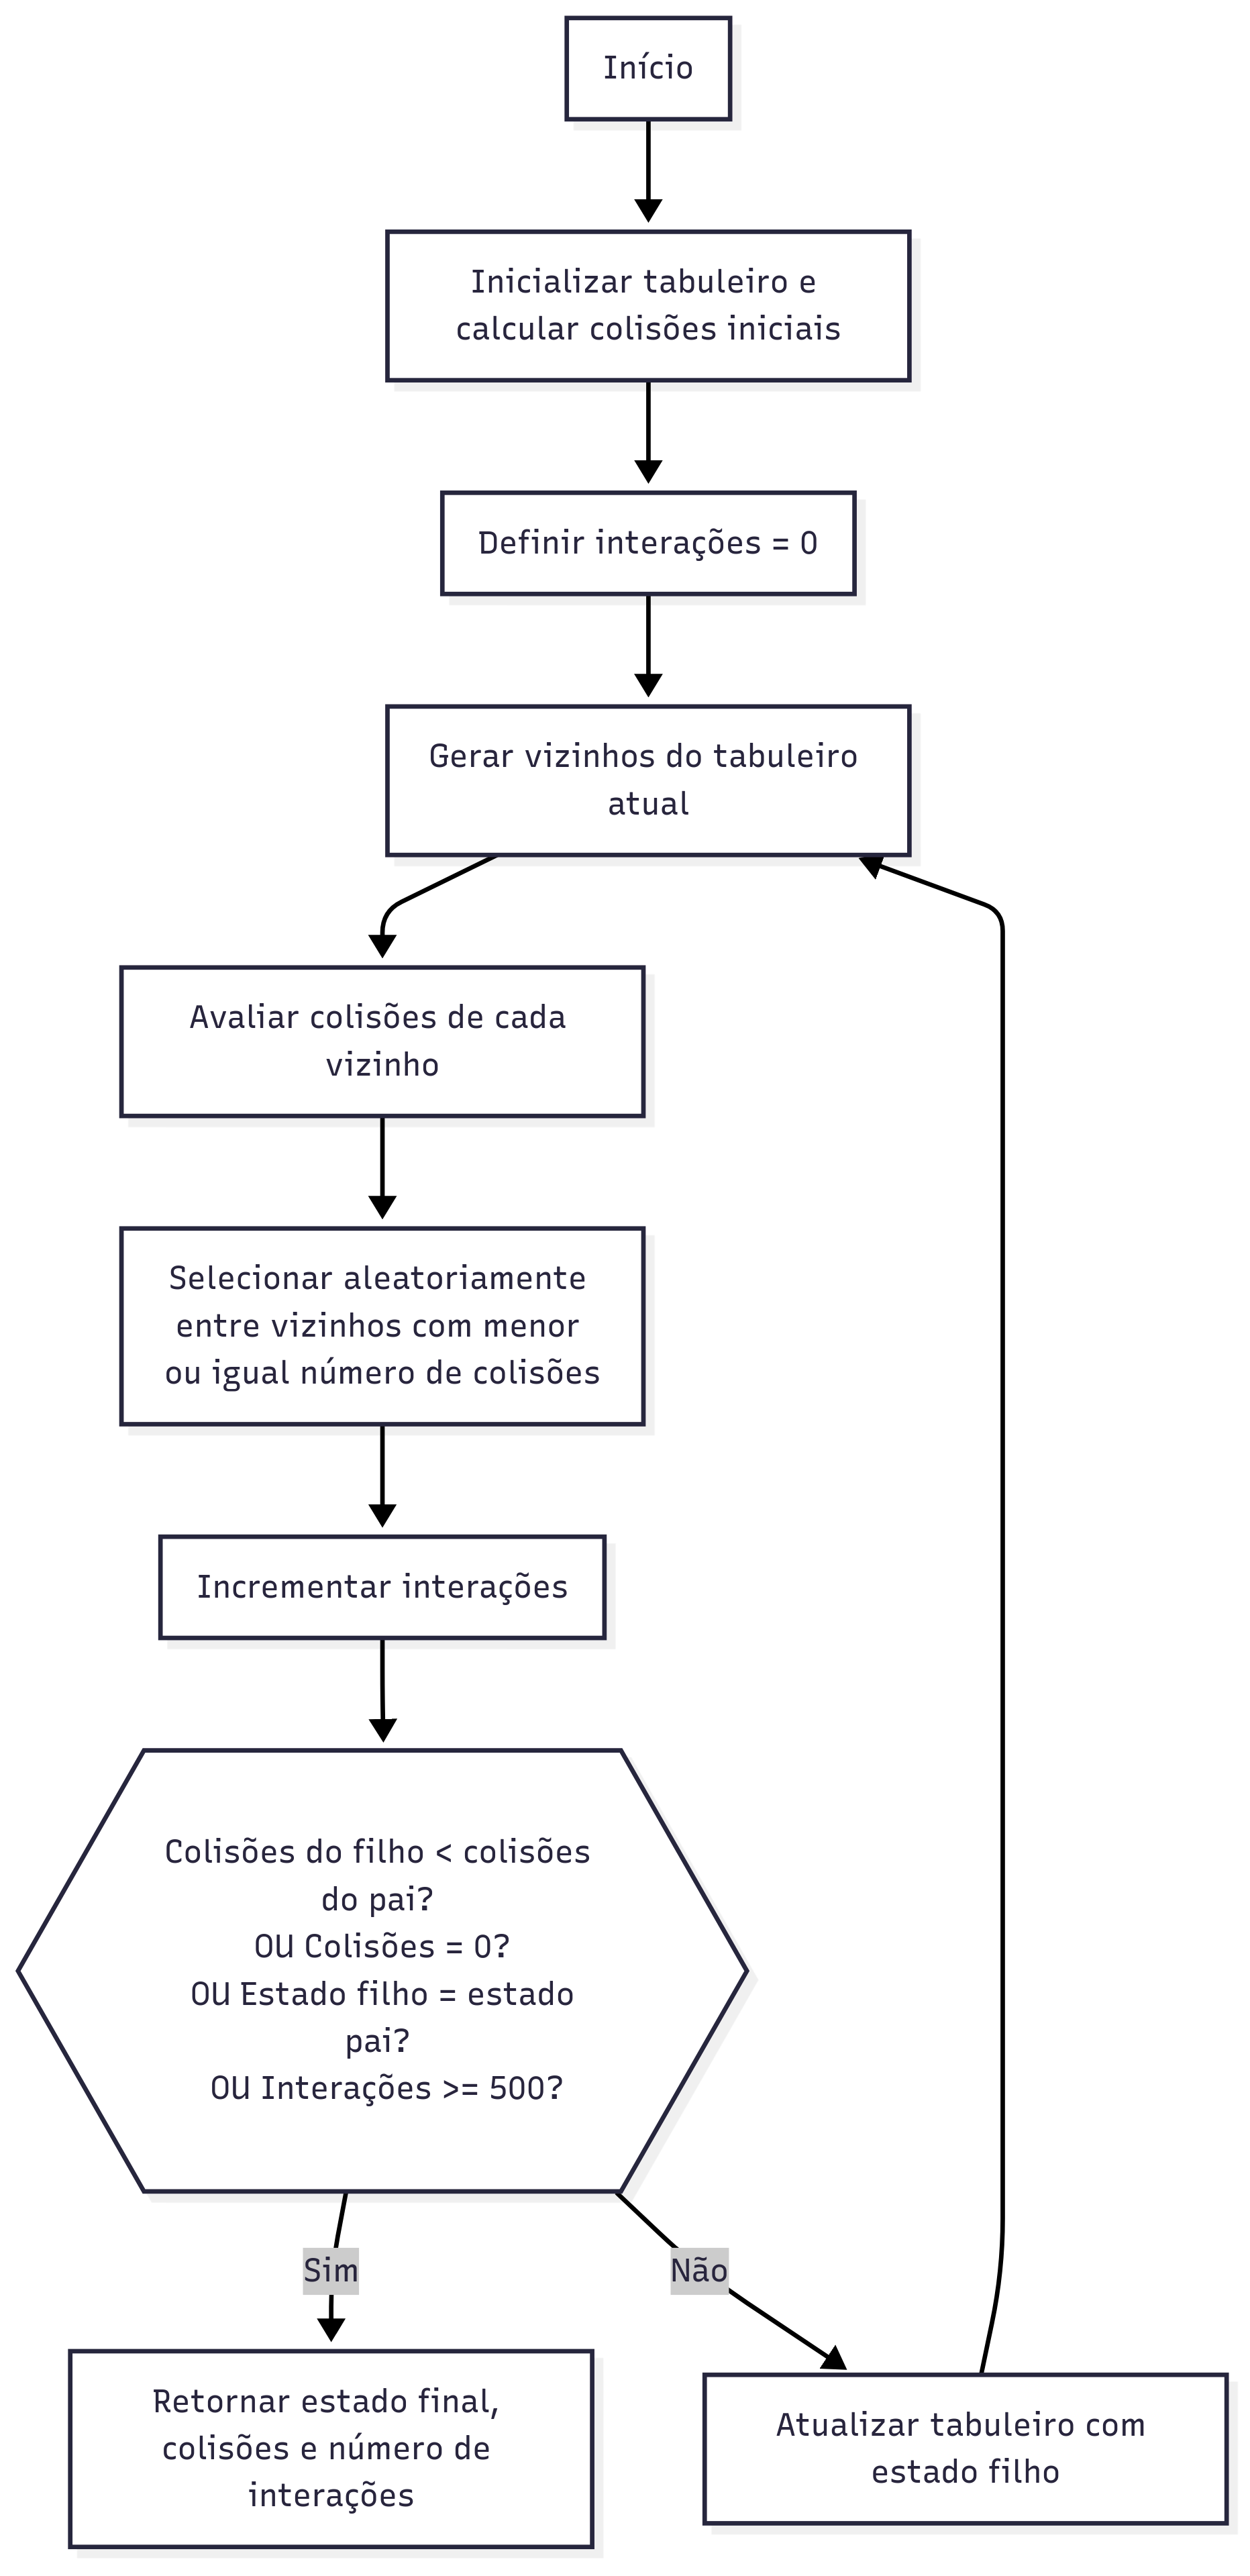 Início
Inicializar tabuleiro e
calcular colisões iniciais
Definir interações = 0
Gerar vizinhos do tabuleiro
atual
Avaliar colisões de cada
vizinho
Selecionar aleatoriamente
entre vizinhos com menor
ou igual número de colisões
Incrementar interações
Colisões do filho < colisões
do pai?
OU Colisões = 0?
OU Estado filho = estado
pai?
OU Interações >= 500?
Sim
Não
Retornar estado final,
colisões e número de
interações
Atualizar tabuleiro com
estado filho